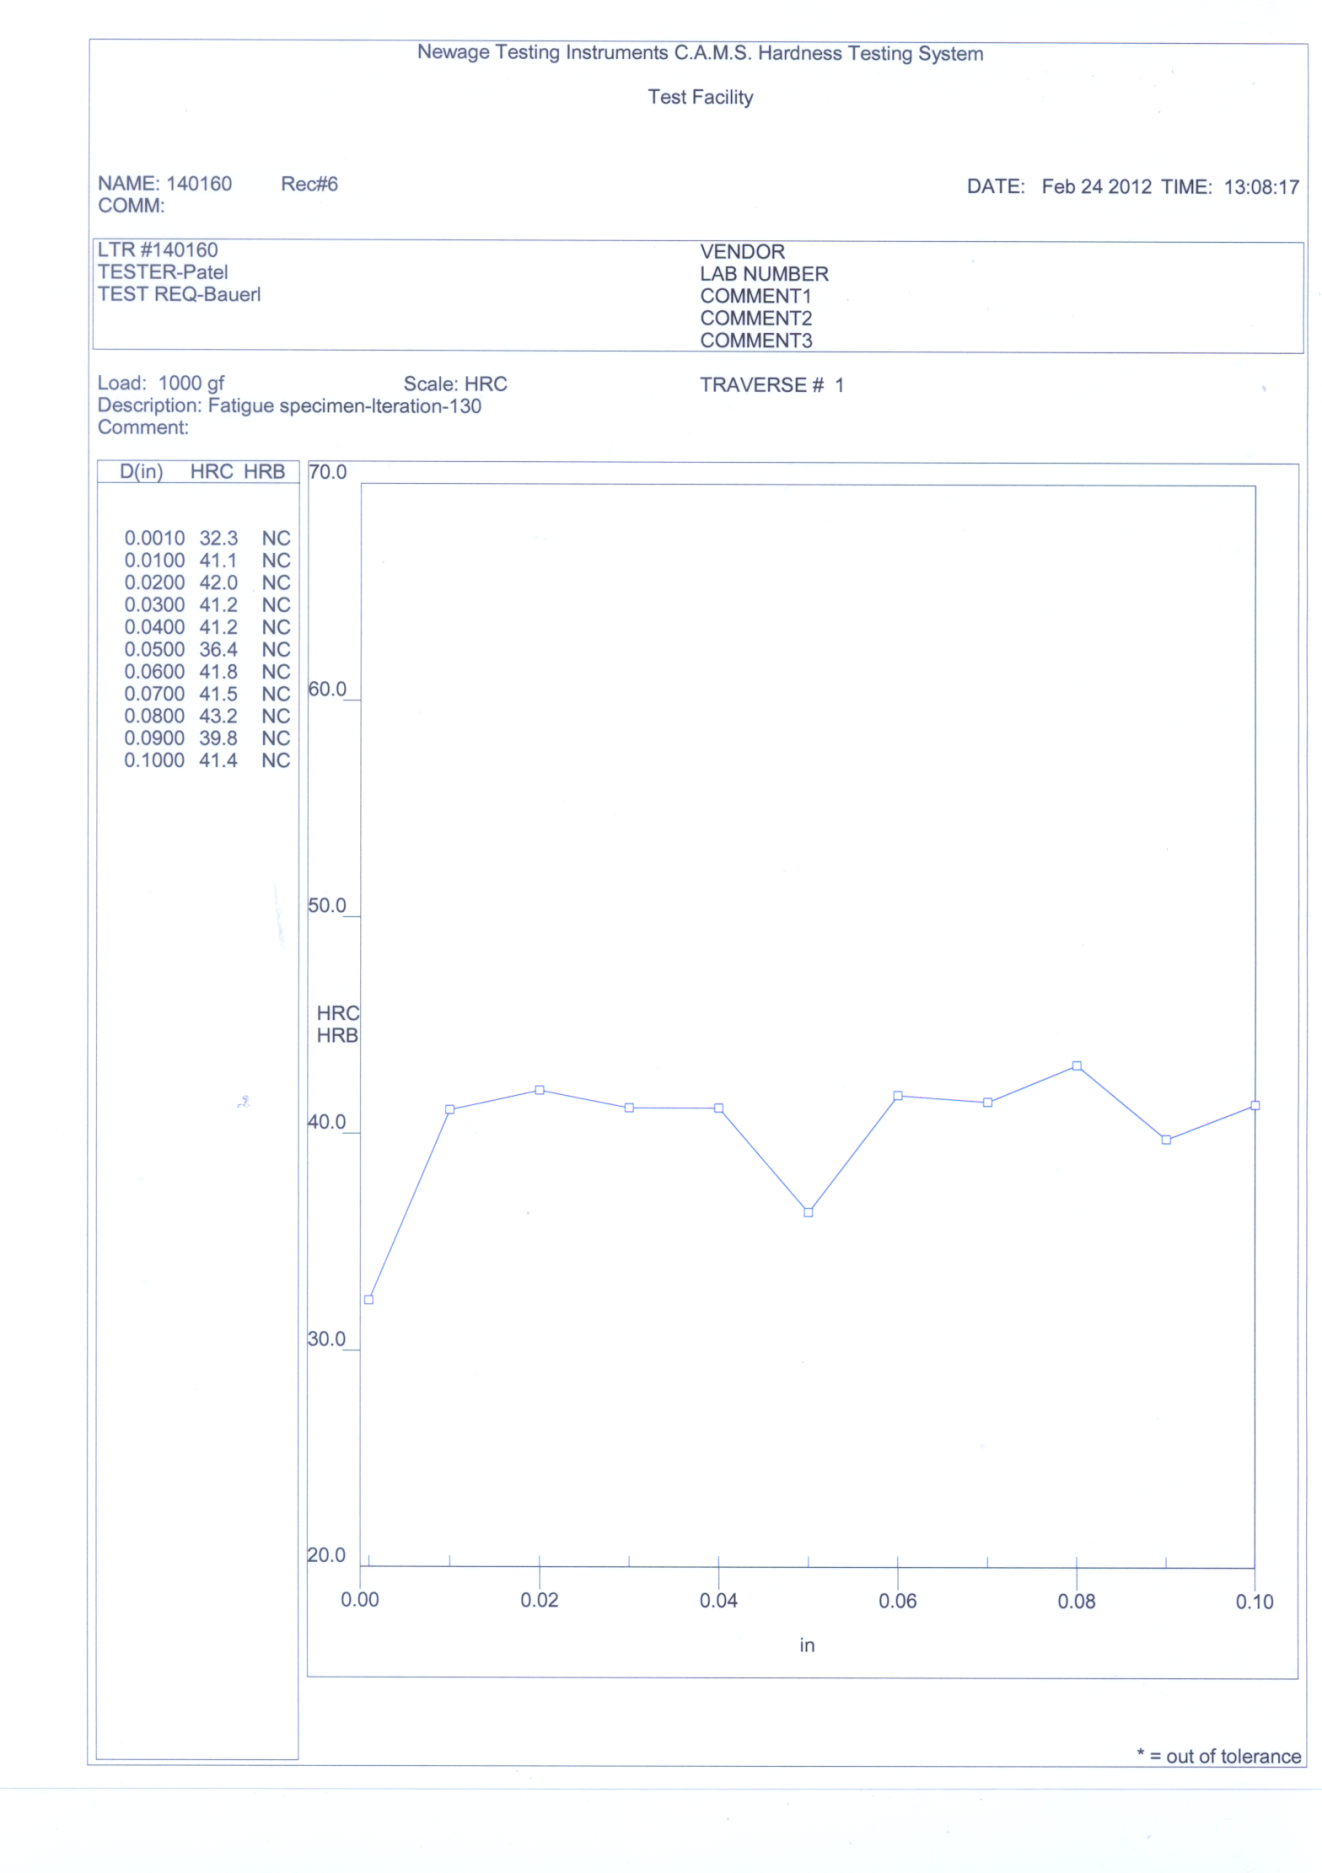 Newage Testing Instruments C.A.M.S. Hardness Testing System
Test Facility
NAME: 140160 Rec#6 DATE: Feb 24 2012 TIME: 13:08:17
COMM:
LTR #140160 VENDOR
TESTER-Patel LAB NUMBER
TEST REQ-Bauerl COMMENT1
COMMENT2
COMMENT3
Load: 1000 gf Scale: HRC TRAVERSE # 1
Description: Fatigue specimen-Iteration-130
Comment:
D(in) HRC HRB
0.0010 32.3 NC
0.0100 41.1 NC
0.0200 42.0 NC
0.0300 41.2 NC
0.0400 41.2 NC
0.0500 36.4 NC
0.0600 41.8 NC
0.0700 41.5 NC
0.0800 43.2 NC
0.0900 39.8 NC
0.1000 41.4 NC
70.0
60.0
50.0
HRC
HRB
40.0
30.0
20.0
0.00 0.02 0.04 0.06 0.08 0.10
in
* = out of tolerance